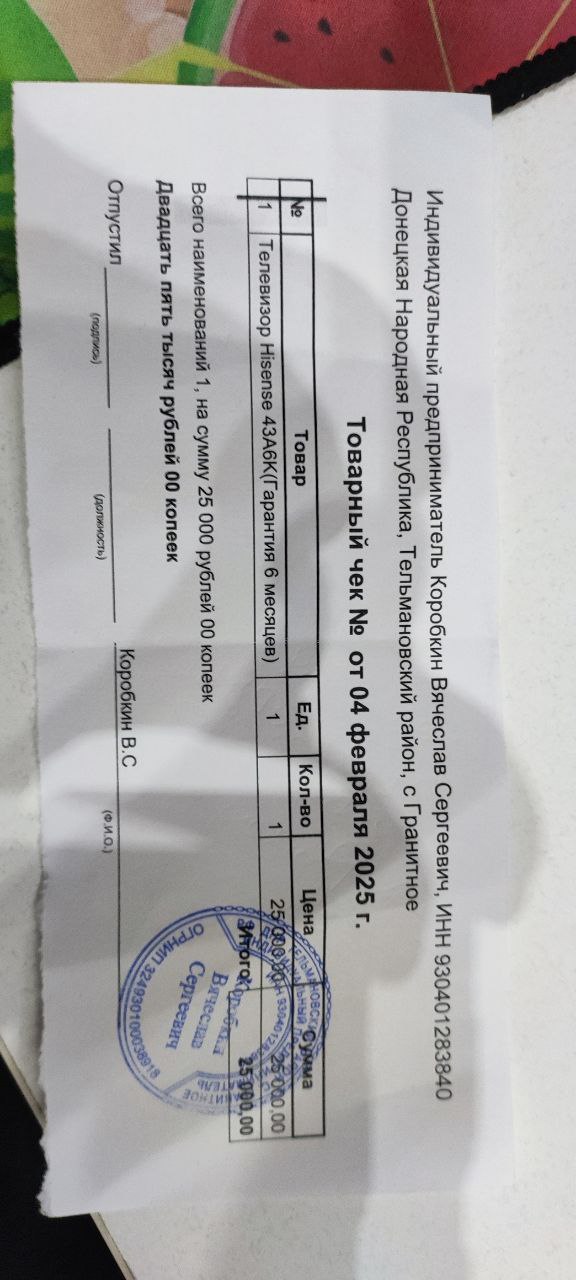 Индивидуальный предприниматель Коробкин Вячеслав Сергеевич, ИНН 930401283840
Донецкая Народная Республика, Тельмановский район, с Гранитное
Товарный чек № от 04 февраля 2025 г.
№ Товар Ед. Кол-во Цена Сумма
1 Телевизор Hisense 43A6K(Гарантия 6 месяцев) 1 1 25 000,00 25 000,00
Итого: 25 000,00
Всего наименований 1, на сумму 25 000 рублей 00 копеек
Двадцать пять тысяч рублей 00 копеек
Отпустил Коробкин В.С
(подпись) (должность) (Ф.И.О.)
Коробкин
Вячеслав
Сергеевич
ОГРНИП 324930100038918